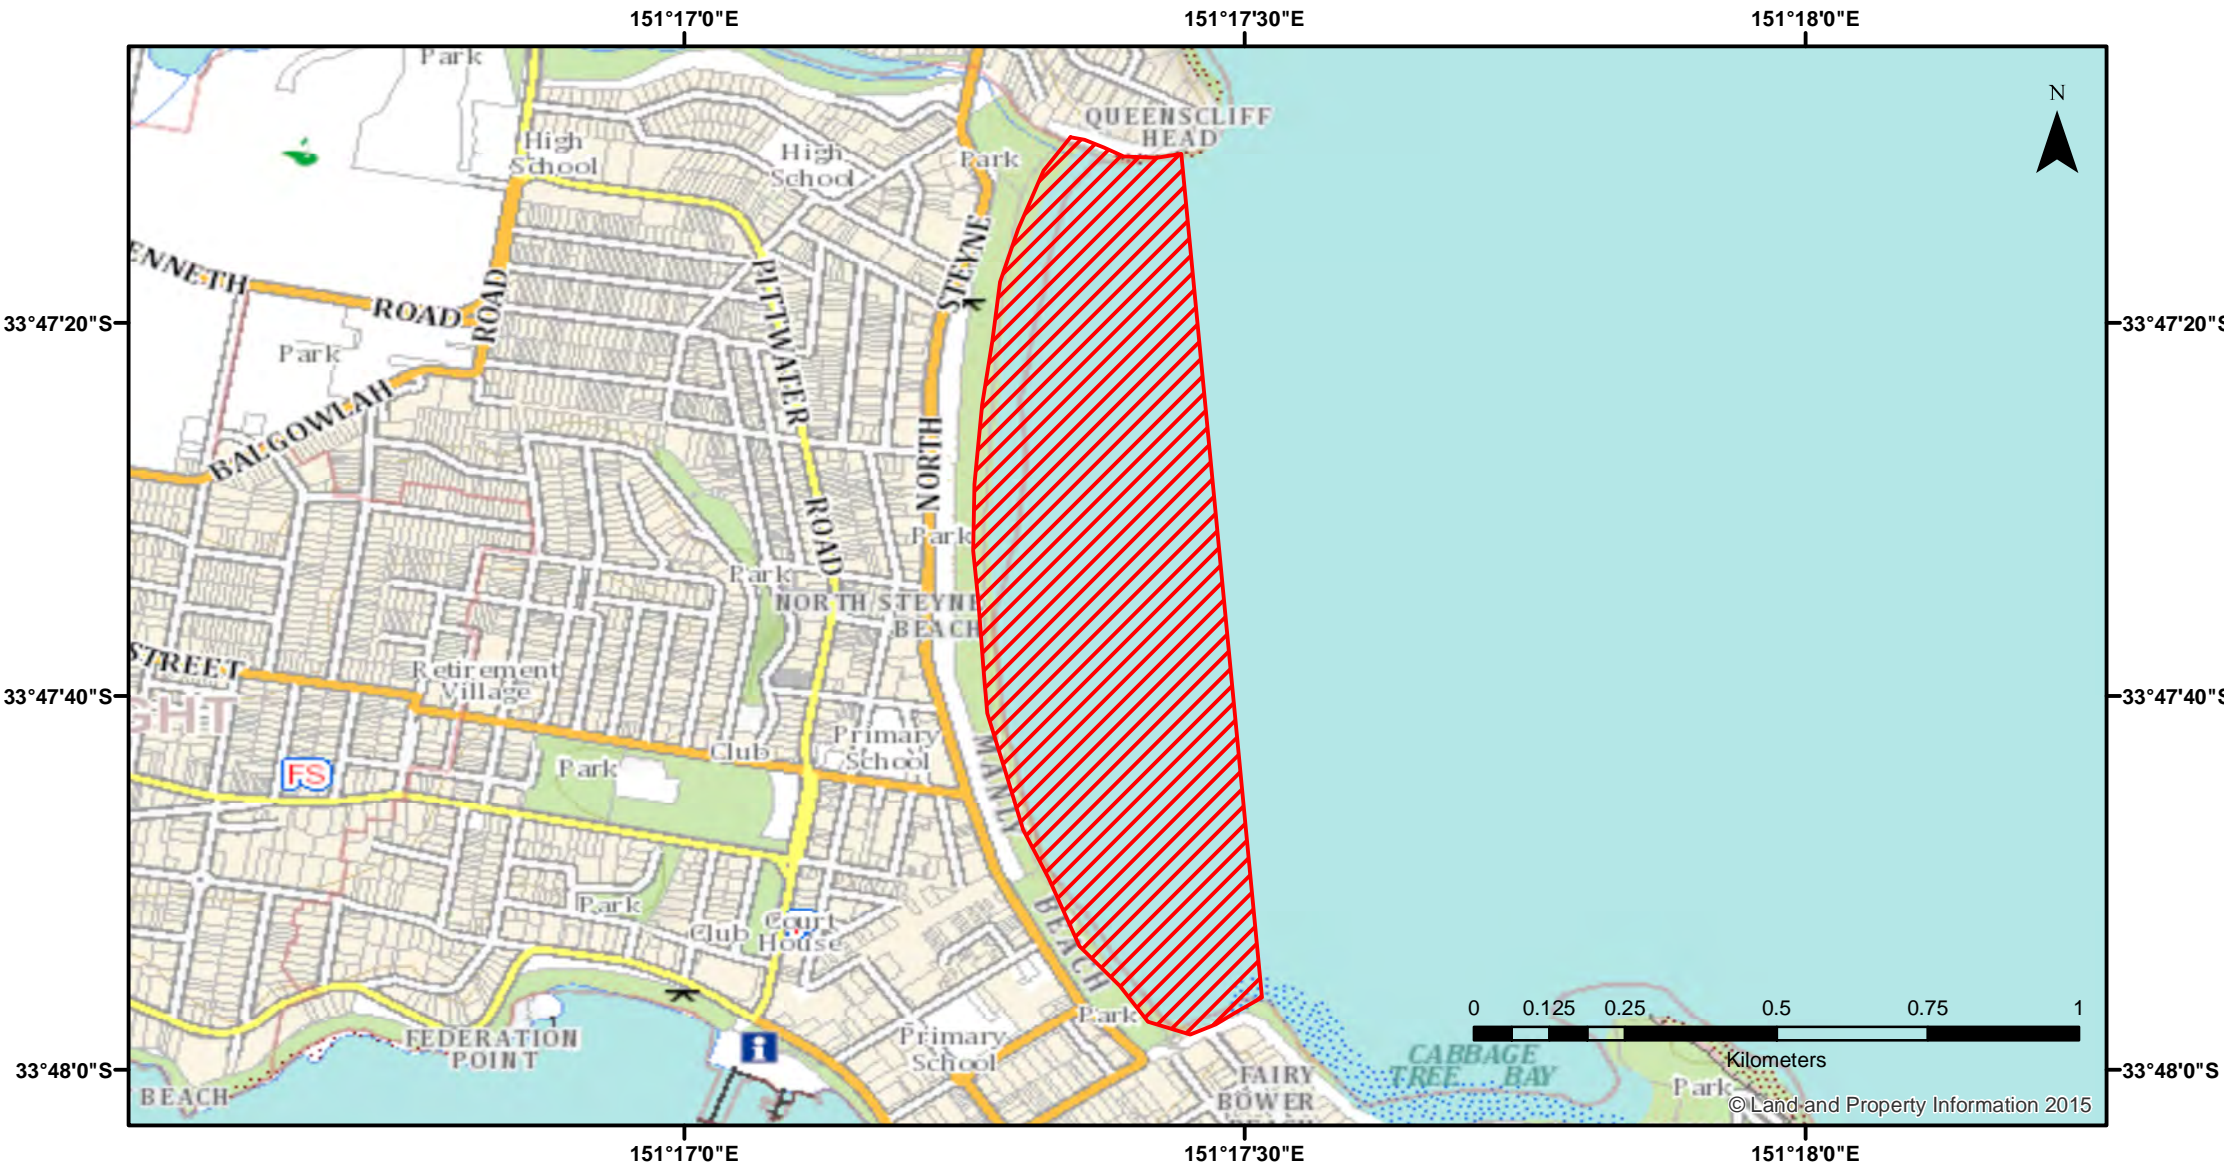 151°17'0"E
151°17'30"E
151°18'0"E
Park
N
QUEENSCLIFF
HEAD
High
School
High
School
Park
ENNETH
ROAD
ROAD
STEYNE
PITTWATER
33°47'20"S
33°47'20"S
Park
BALGOWLAH
NORTH
ROAD
Park
Park
NORTH STEYNE
BEACH
STREET
Retirement
Village
33°47'40"S
33°47'40"S
GHT
Club
Primary
School
MANLY
FS
Park
Park
Club
Court
House
BEACH
Park
FEDERATION
POINT
i
Primary
School
0 0.125 0.25 0.5 0.75 1
Kilometers
CABBAGE
TREE BAY
33°48'0"S
33°48'0"S
BEACH
FAIRY
BOWER
Park
© Land and Property Information 2015
151°17'0"E
151°17'30"E
151°18'0"E